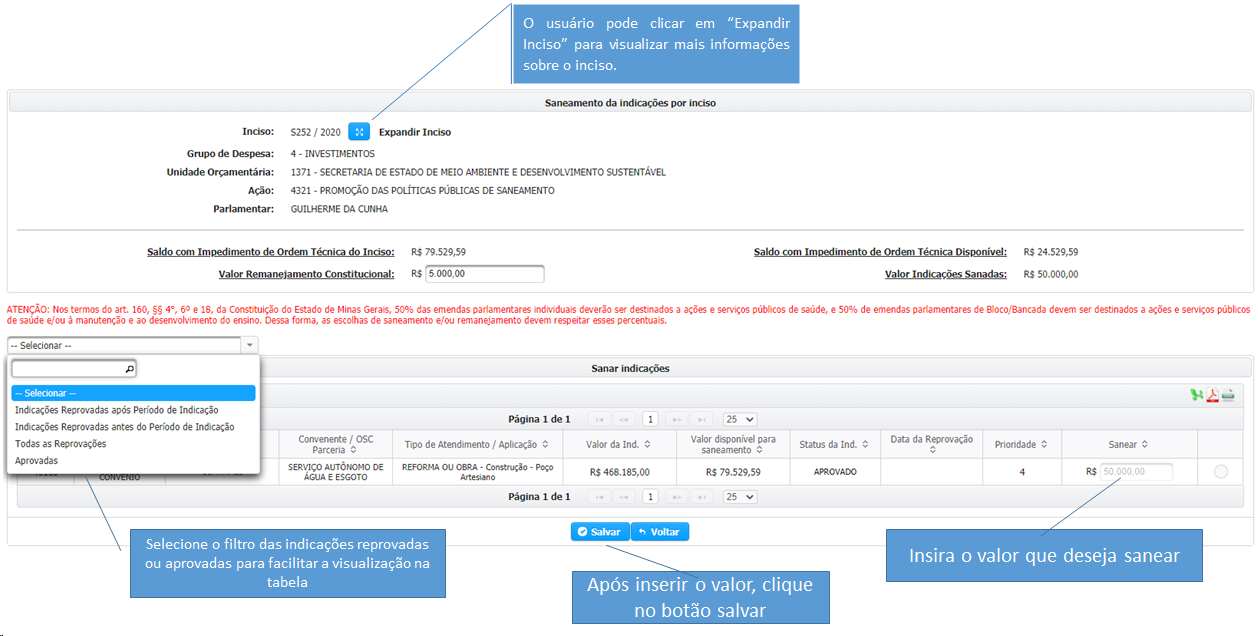 O usuário pode clicar em “Expandir
Inciso” para visualizar mais informações
sobre o inciso.
Saneamento da indicações por inciso
Inciso: S252 / 2020 Expandir Inciso
Grupo de Despesa: 4 - INVESTIMENTOS
Unidade Orçamentária: 1371 - SECRETARIA DE ESTADO DE MEIO AMBIENTE E DESENVOLVIMENTO SUSTENTÁVEL
Ação: 4321 - PROMOÇÃO DAS POLÍTICAS PÚBLICAS DE SANEAMENTO
Parlamentar: GUILHERME DA CUNHA
Saldo com Impedimento de Ordem Técnica do Inciso: R$ 79.529,59 Saldo com Impedimento de Ordem Técnica Disponível: R$ 24.529,59
Valor Remanejamento Constitucional: R$ 5.000,00 Valor Indicações Sanadas: R$ 50.000,00
ATENÇÃO: Nos termos do art. 160, §§ 4°, 6º e 18, da Constituição do Estado de Minas Gerais, 50% das emendas parlamentares individuais deverão ser destinados a ações e serviços públicos de saúde, e 50% de emendas parlamentares de Bloco/Bancada devem ser destinados a ações e serviços públicos
de saúde e/ou à manutenção e ao desenvolvimento do ensino. Dessa forma, as escolhas de saneamento e/ou remanejamento devem respeitar esses percentuais.
-- Selecionar --
Sanar indicações
-- Selecionar --
Indicações Reprovadas após Período de Indicação
Indicações Reprovadas antes do Período de Indicação
Todas as Reprovações
Aprovadas
Página 1 de 1 1 25
Convenente / OSC Parceria Tipo de Atendimento / Aplicação Valor da Ind. Valor disponível para saneamento Status da Ind. Data da Reprovação Prioridade Sanear
CONVÊNIO SERVIÇO AUTÔNOMO DE ÁGUA E ESGOTO REFORMA OU OBRA - Construção - Poço Artesiano R$ 468.185,00 R$ 79.529,59 APROVADO 4 R$ 50.000,00
Página 1 de 1 1 25
Salvar Voltar
Selecione o filtro das indicações reprovadas
ou aprovadas para facilitar a visualização na
tabela
Após inserir o valor, clique
no botão salvar
Insira o valor que deseja sanear